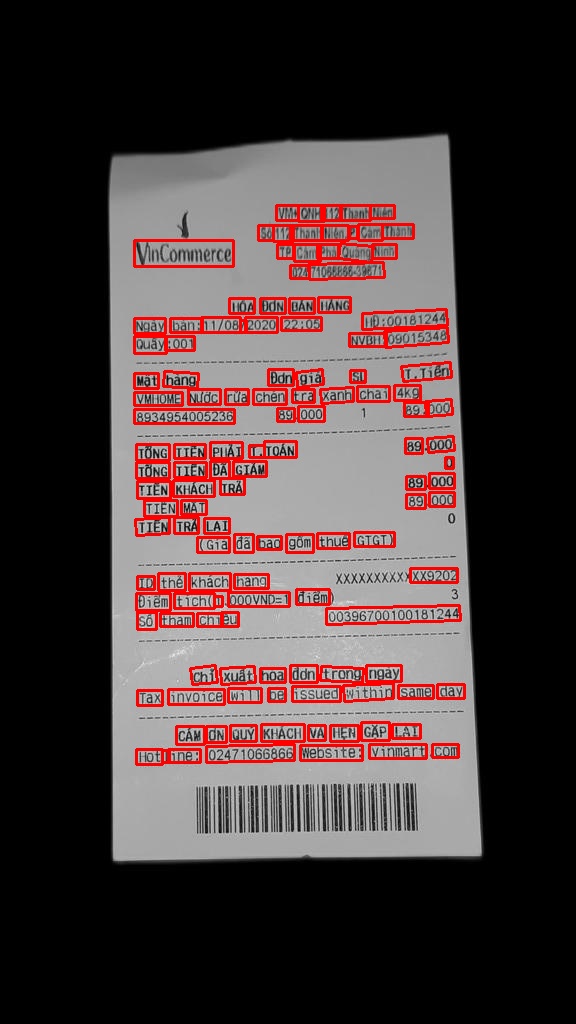 VinCommerce
VM+ QNH 112 Thanh Niên
Số 112 Thanh Niên, P. Cẩm Thành
TP. Cẩm Phả, Quảng Ninh
024 71066866-39671
HÓA ĐƠN BÁN HÀNG
Ngày bán:11/08/2020 22:05 HĐ:00181244
Quầy:001 NVBH:09015348
Mặt hàng Đơn giá SL T.Tiền
VMHOME Nước rửa chén trà xanh chai 4kg
8934954005236 89.000 1 89.000
TỔNG TIỀN PHẢI T.TOÁN 89.000
TỔNG TIỀN ĐÃ GIẢM 0
TIỀN KHÁCH TRẢ 89.000
TIỀN MẶT 89.000
TIỀN TRẢ LẠI 0
(Giá đã bao gồm thuế GTGT)
ID thẻ khách hàng XXXXXXXXXXXX9202
Điểm tích(1.000VND=1 điểm) 3
Số tham chiếu 00396700100181244
Chỉ xuất hóa đơn trong ngày
Tax invoice will be issued within same day
CẢM ƠN QUÝ KHÁCH VÀ HẸN GẶP LẠI
Hotline: 02471066866 Website: vinmart.com